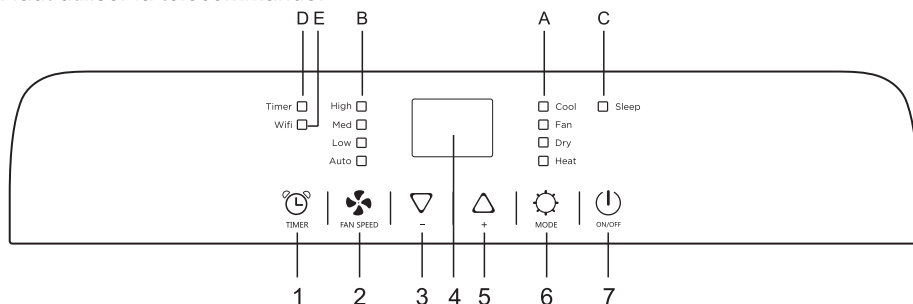 D E B A C
Timer High Cool Sleep
Wifi Med Fan
Low Dry
Auto Heat
TIMER FAN SPEED - + MODE ON/OFF
1 2 3 4 5 6 7